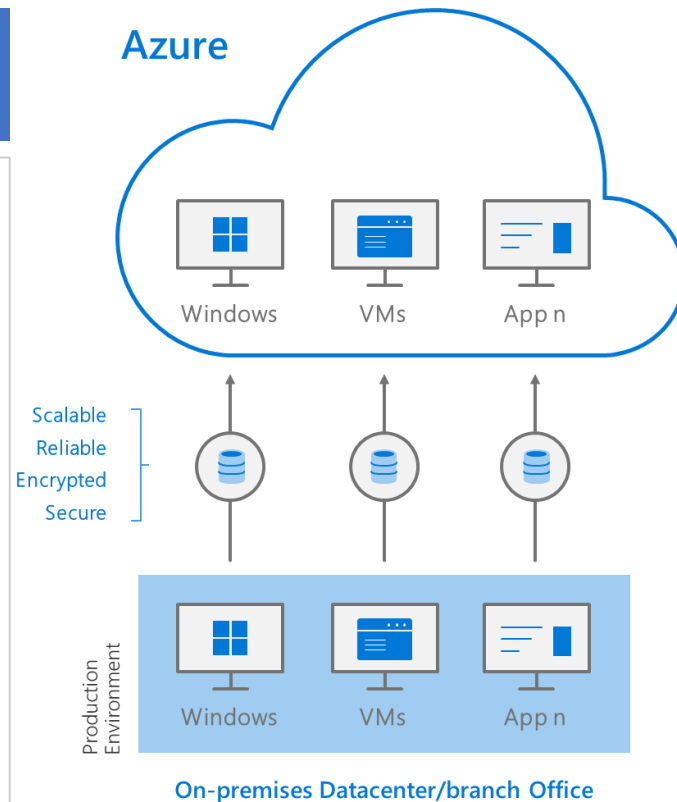 Azure
Windows
VMs
App n
Scalable
Reliable
Encrypted
Secure
Production
Environment
Windows
VMs
App n
On-premises Datacenter/branch Office